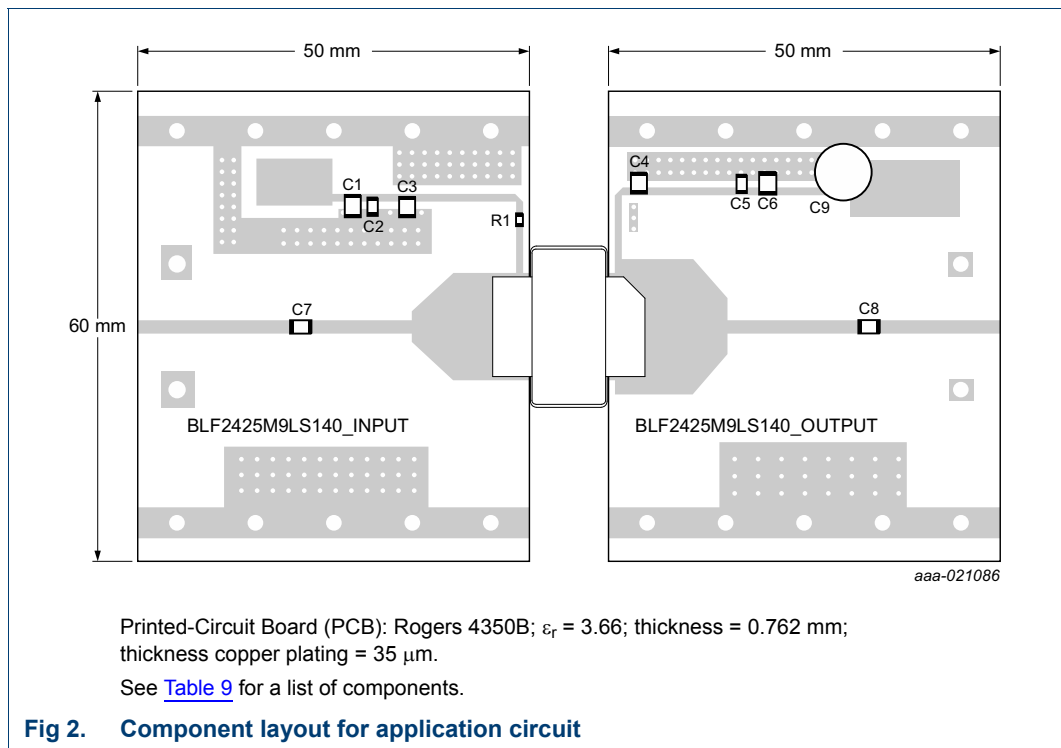 50 mm
50 mm
60 mm
C1
C2
C3
R1
C4
C5
C6
C9
C7
C8
BLF2425M9LS140_INPUT
BLF2425M9LS140_OUTPUT
aaa-021086
Printed-Circuit Board (PCB): Rogers 4350B; εr = 3.66; thickness = 0.762 mm;
thickness copper plating = 35 μm.
See Table 9 for a list of components.
Fig 2. Component layout for application circuit